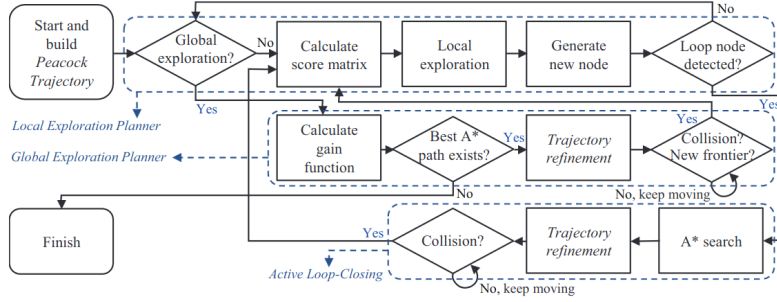 Start and
build
Peacock
Trajectory
Global
exploration?
No
Calculate
score matrix
Local
exploration
Generate
new node
Loop node
detected?
No
Yes
Yes
Local Exploration Planner
Global Exploration Planner
Calculate
gain
function
Best A*
path exists?
Yes
Trajectory
refinement
Yes
Collision?
New frontier?
No, keep moving
No
Finish
Yes
Collision?
Trajectory
refinement
A* search
Active Loop-Closing
No, keep moving